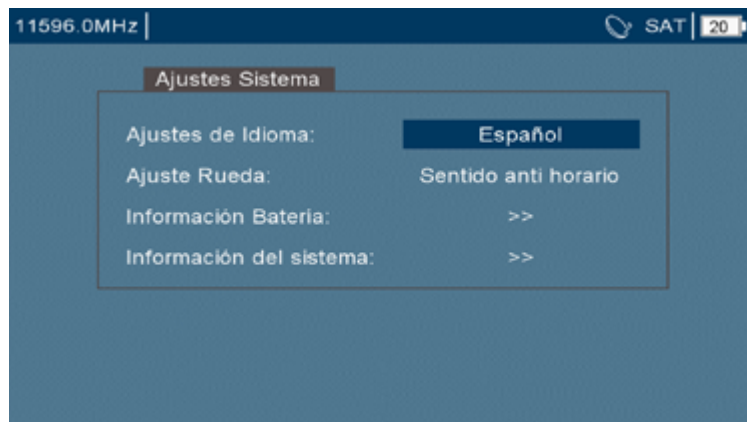 11596.0MHz SAT 20
Ajustes Sistema
Ajustes de Idioma: Español
Ajuste Rueda: Sentido anti horario
Información Bateria: >>
Información del sistema: >>